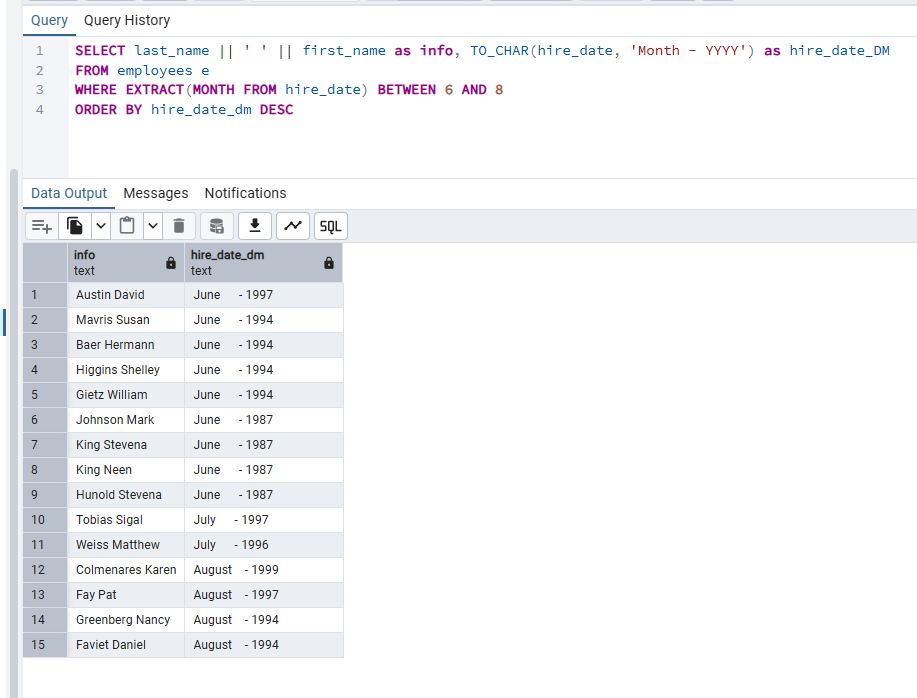 Query Query History
1 SELECT last_name || ' ' || first_name as info, TO_CHAR(hire_date, 'Month - YYYY') as hire_date_DM
2 FROM employees e
3 WHERE EXTRACT(MONTH FROM hire_date) BETWEEN 6 AND 8
4 ORDER BY hire_date_dm DESC
Data Output Messages Notifications
SQL
info hire_date_dm
text text
1 Austin David June - 1997
2 Mavris Susan June - 1994
3 Baer Hermann June - 1994
4 Higgins Shelley June - 1994
5 Gietz William June - 1994
6 Johnson Mark June - 1987
7 King Stevena June - 1987
8 King Neen June - 1987
9 Hunold Stevena June - 1987
10 Tobias Sigal July - 1997
11 Weiss Matthew July - 1996
12 Colmenares Karen August - 1999
13 Fay Pat August - 1997
14 Greenberg Nancy August - 1994
15 Faviet Daniel August - 1994